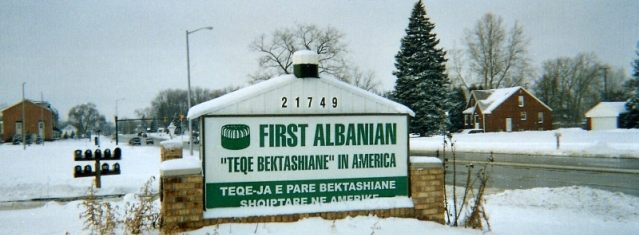 21749
FIRST ALBANIAN
"TEQE BEKTASHIANE" IN AMERICA
TEQE-JA E PARE BEKTASHIANE
SHQIPTARE NE AMERIKE